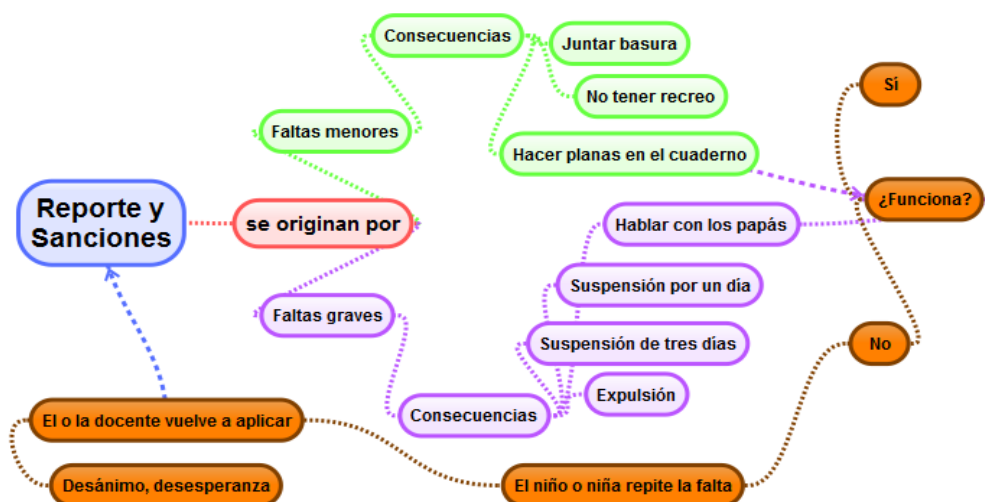 Consecuencias
Juntar basura
Sí
No tener recreo
Faltas menores
Hacer planas en el cuaderno
Reporte y
Sanciones
se originan por
¿Funciona?
Hablar con los papás
Suspensión por un día
Faltas graves
Suspensión de tres días
No
Expulsión
Consecuencias
El o la docente vuelve a aplicar
Desánimo, desesperanza
El niño o niña repite la falta